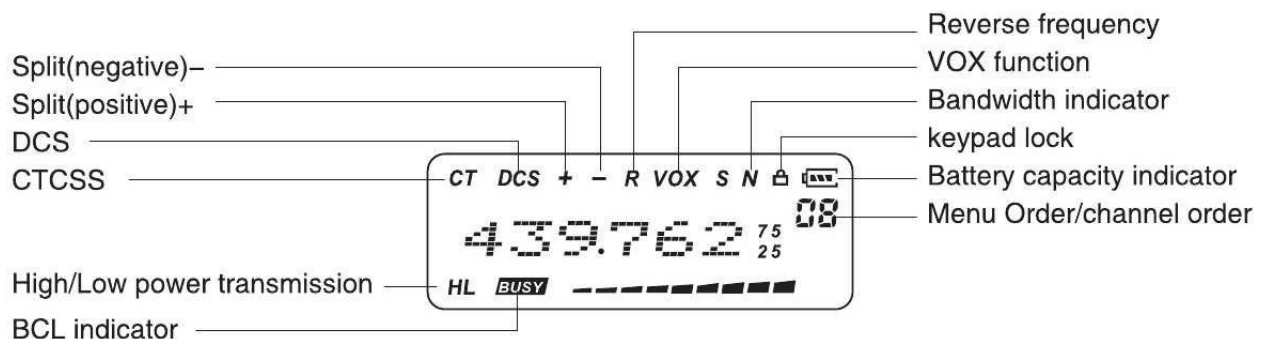 Split(negative)−
Split(positive)+
DCS
CTCSS
High/Low power transmission
BCL indicator
CT DCS + − R VOX S N
08
439.762 75
25
HL BUSY
Reverse frequency
VOX function
Bandwidth indicator
keypad lock
Battery capacity indicator
Menu Order/channel order